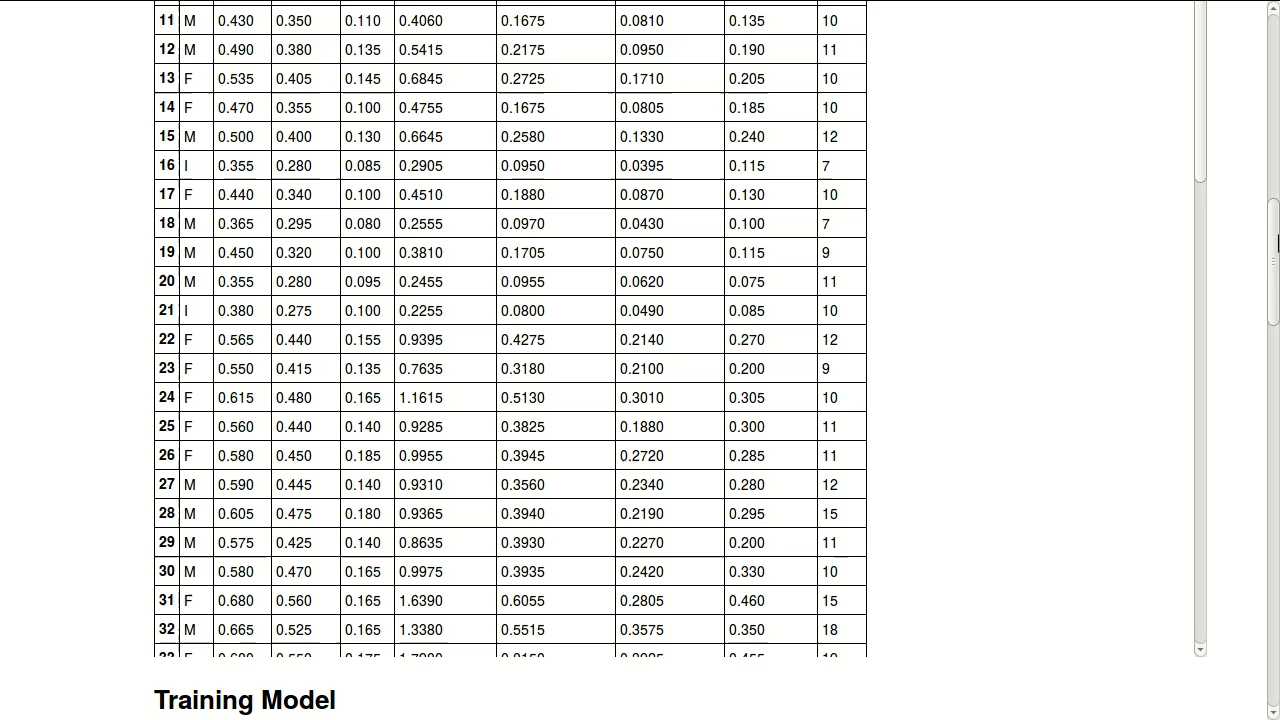 11 M 0.430 0.350 0.110 0.4060 0.1675 0.0810 0.135 10
12 M 0.490 0.380 0.135 0.5415 0.2175 0.0950 0.190 11
13 F 0.535 0.405 0.145 0.6845 0.2725 0.1710 0.205 10
14 F 0.470 0.355 0.100 0.4755 0.1675 0.0805 0.185 10
15 M 0.500 0.400 0.130 0.6645 0.2580 0.1330 0.240 12
16 I 0.355 0.280 0.085 0.2905 0.0950 0.0395 0.115 7
17 F 0.440 0.340 0.100 0.4510 0.1880 0.0870 0.130 10
18 M 0.365 0.295 0.080 0.2555 0.0970 0.0430 0.100 7
19 M 0.450 0.320 0.100 0.3810 0.1705 0.0750 0.115 9
20 M 0.355 0.280 0.095 0.2455 0.0955 0.0620 0.075 11
21 I 0.380 0.275 0.100 0.2255 0.0800 0.0490 0.085 10
22 F 0.565 0.440 0.155 0.9395 0.4275 0.2140 0.270 12
23 F 0.550 0.415 0.135 0.7635 0.3180 0.2100 0.200 9
24 F 0.615 0.480 0.165 1.1615 0.5130 0.3010 0.305 10
25 F 0.560 0.440 0.140 0.9285 0.3825 0.1880 0.300 11
26 F 0.580 0.450 0.185 0.9955 0.3945 0.2720 0.285 11
27 M 0.590 0.445 0.140 0.9310 0.3560 0.2340 0.280 12
28 M 0.605 0.475 0.180 0.9365 0.3940 0.2190 0.295 15
29 M 0.575 0.425 0.140 0.8635 0.3930 0.2270 0.200 11
30 M 0.580 0.470 0.165 0.9975 0.3935 0.2420 0.330 10
31 F 0.680 0.560 0.165 1.6390 0.6055 0.2805 0.460 15
32 M 0.665 0.525 0.165 1.3380 0.5515 0.3575 0.350 18
Training Model